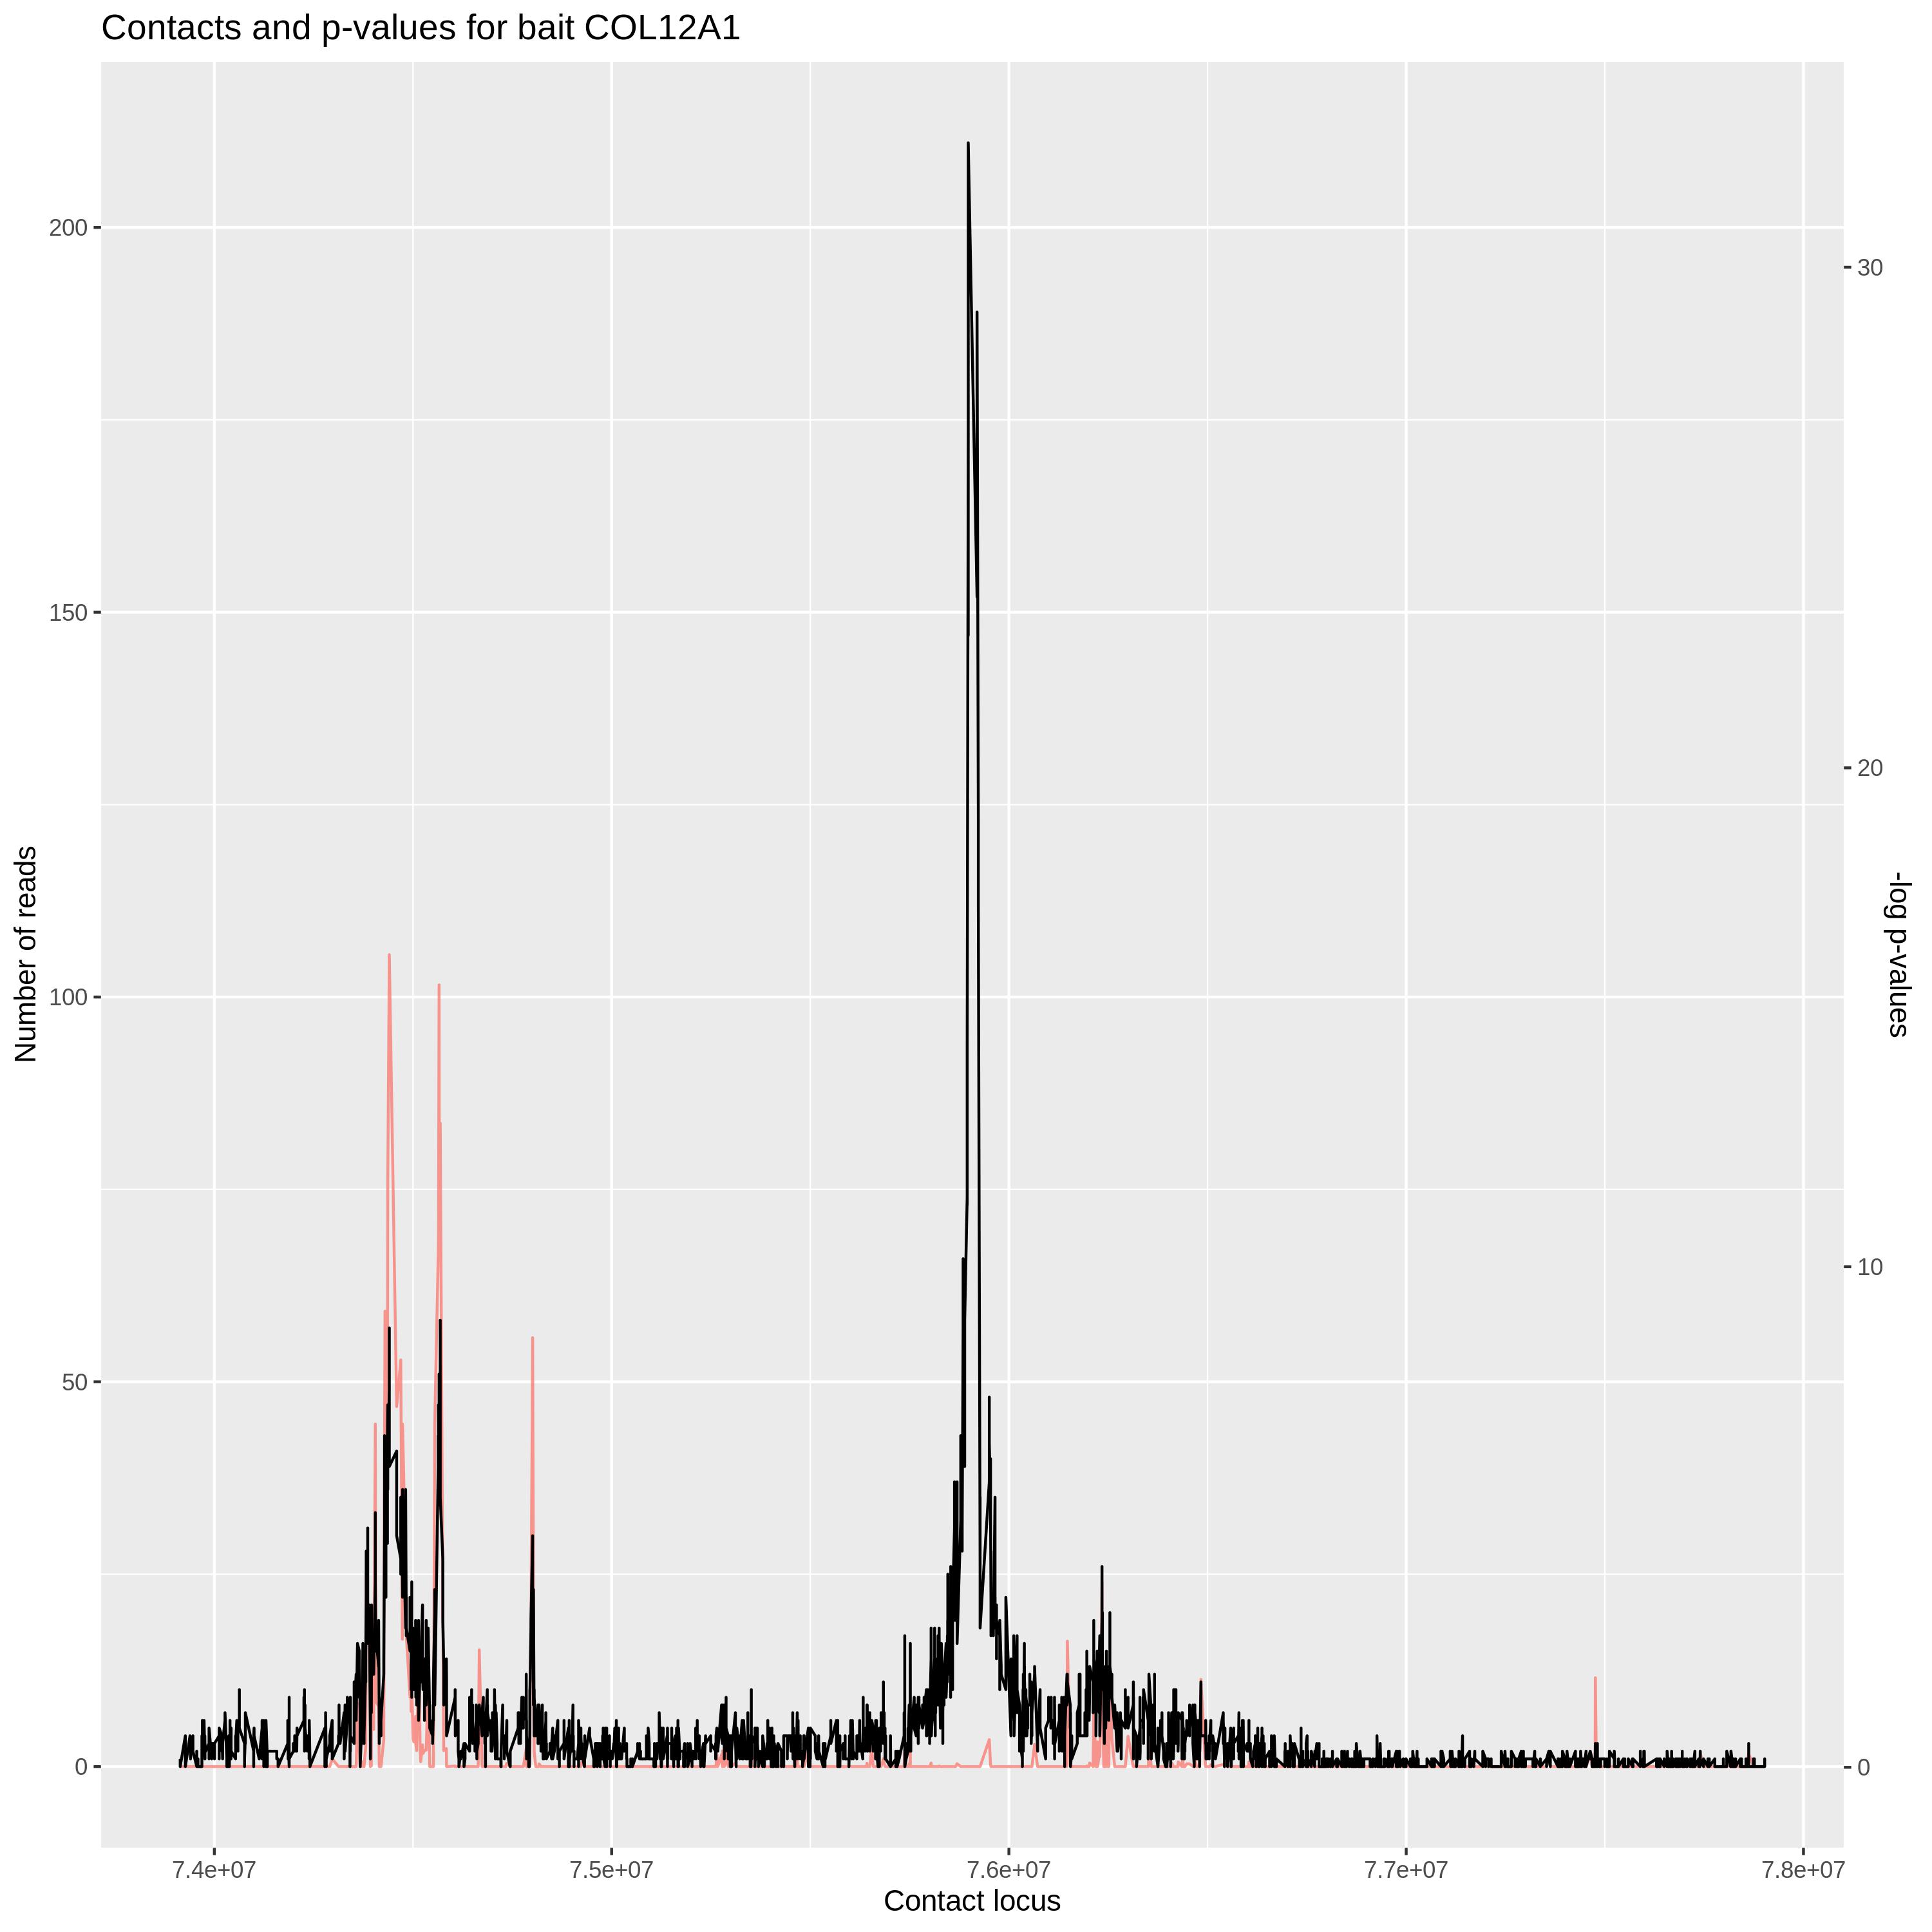 Contacts and p-values for bait COL12A1
Number of reads
200
150
100
50
0
30
20
10
0
-log p-values
7.4e+07 7.5e+07 7.6e+07 7.7e+07 7.8e+07
Contact locus